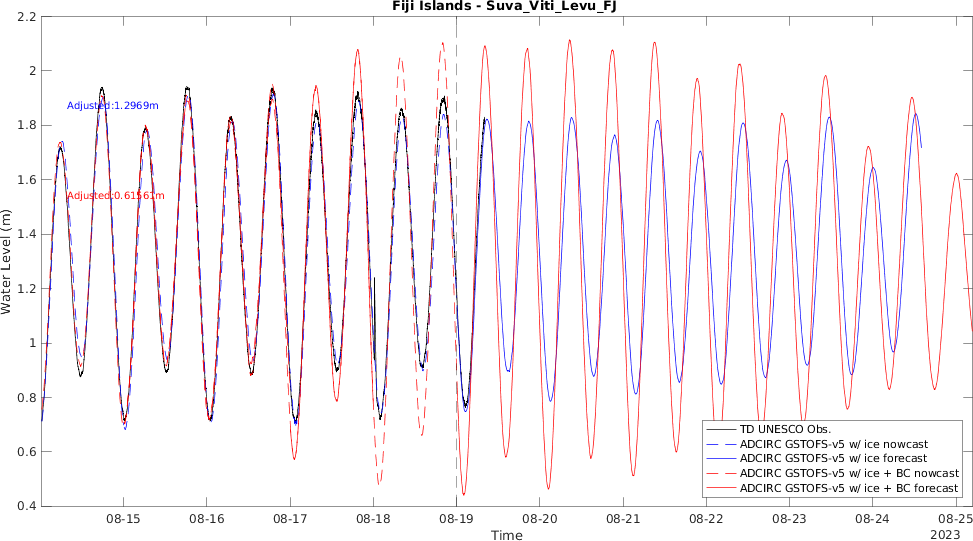 Fiji Islands - Suva_Viti_Levu_FJ
2.2
2
1.8
1.6
1.4
1.2
1
0.8
0.6
0.4
Water Level (m)
Adjusted:1.2969m
Adjusted:0.61561m
TD UNESCO Obs.
ADCIRC GSTOFS-v5 w/ ice nowcast
ADCIRC GSTOFS-v5 w/ ice forecast
ADCIRC GSTOFS-v5 w/ ice + BC nowcast
ADCIRC GSTOFS-v5 w/ ice + BC forecast
08-15 08-16 08-17 08-18 08-19 08-20 08-21 08-22 08-23 08-24 08-25
Time
2023